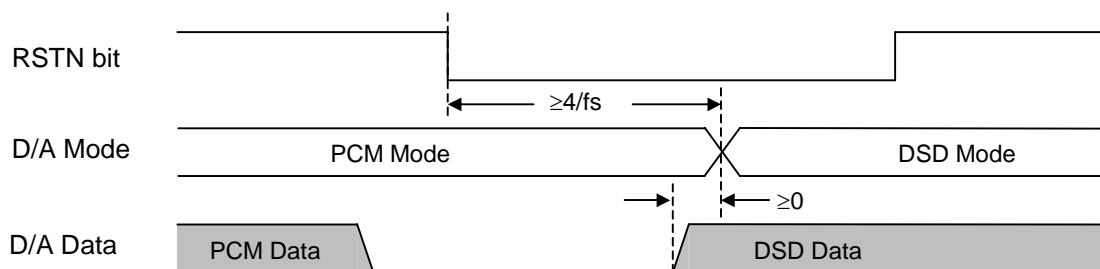 RSTN bit
≥4/fs
D/A Mode
PCM Mode
DSD Mode
≥0
D/A Data
PCM Data
DSD Data